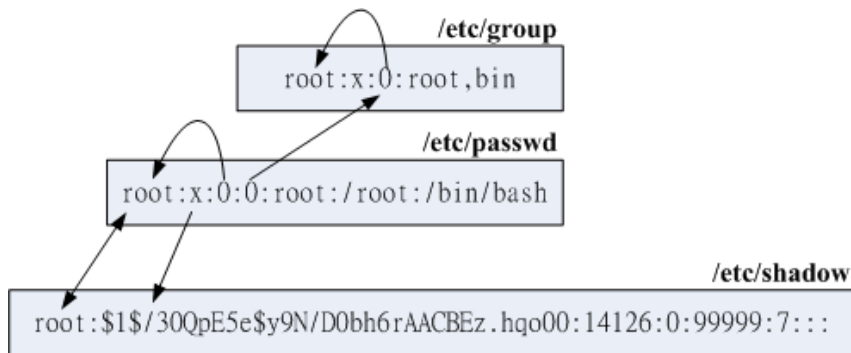 /etc/group
root:x:0:root,bin
/etc/passwd
root:x:0:0:root:/root:/bin/bash
/etc/shadow
root:$1$/30QpE5e$y9N/D0bh6rAACBEz.hqo00:14126:0:99999:7:::